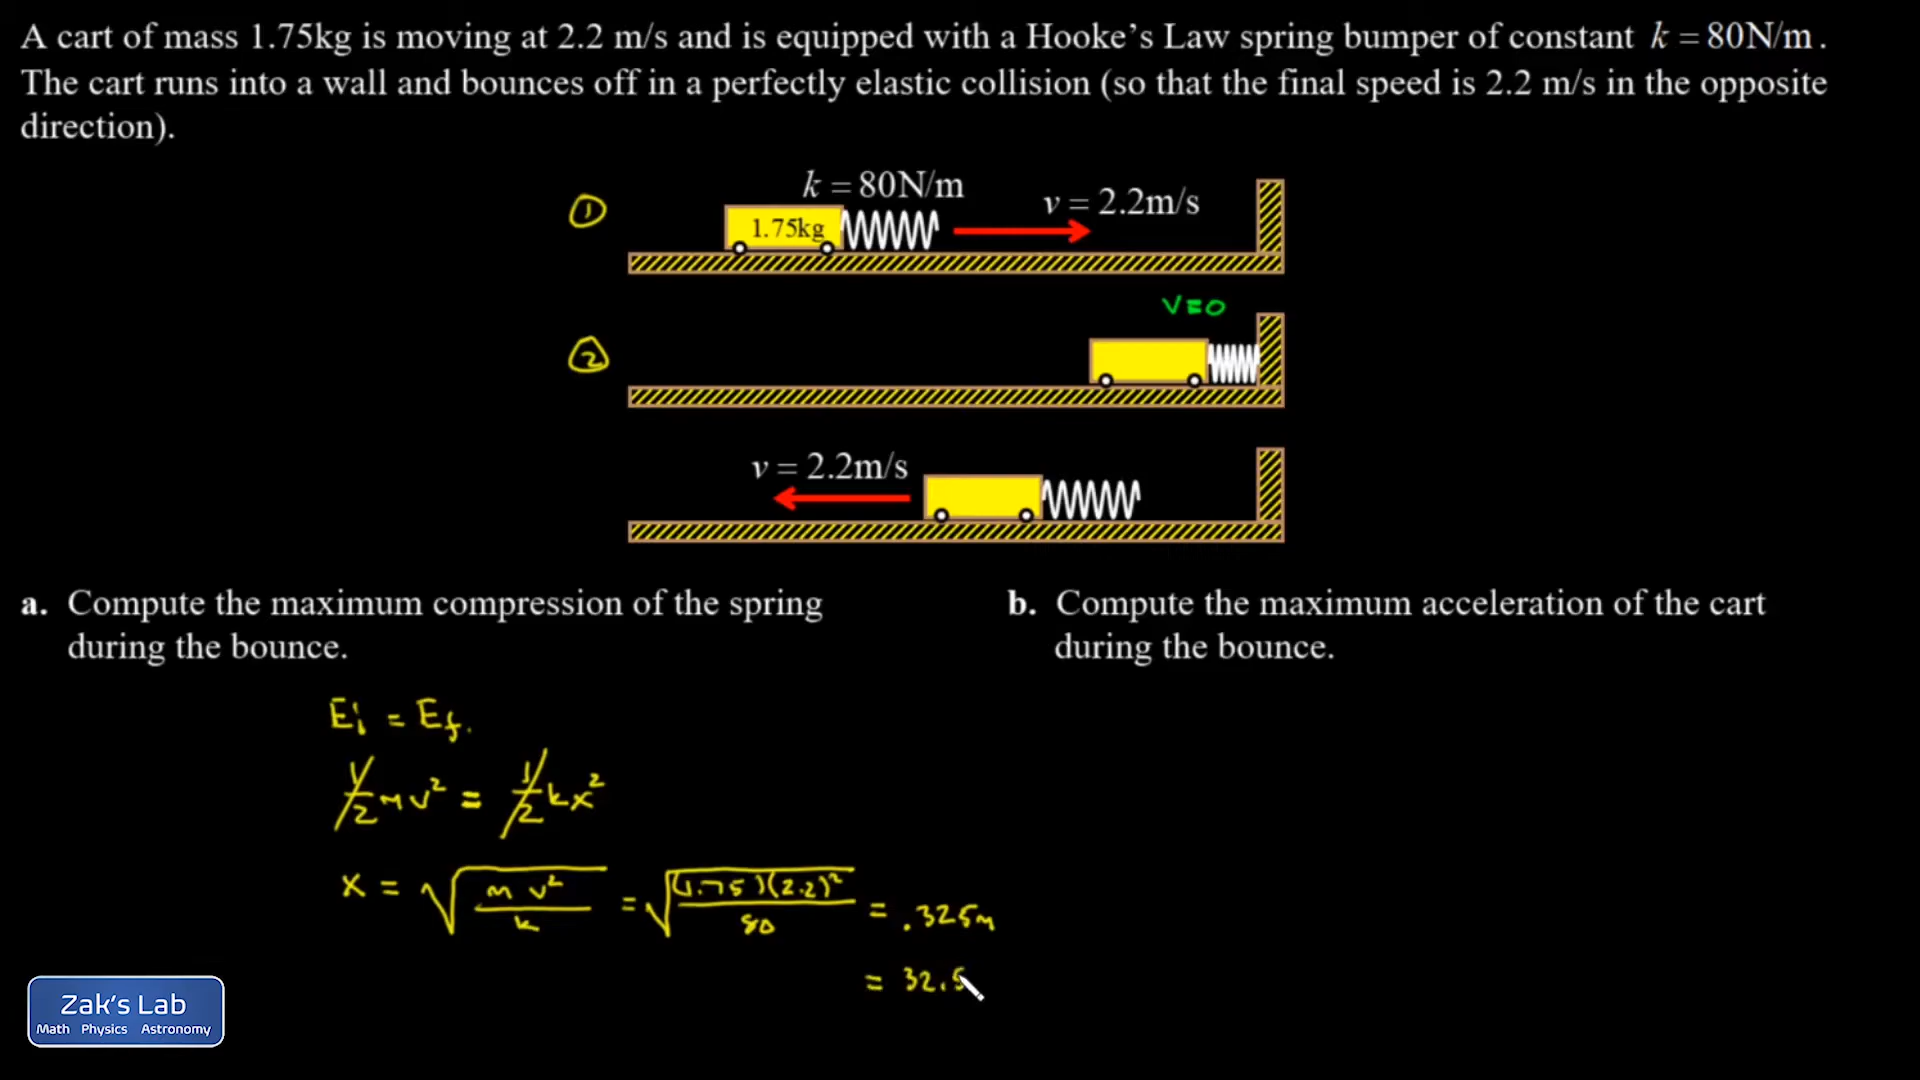 A cart of mass 1.75kg is moving at 2.2 m/s and is equipped with a Hooke's Law spring bumper of constant k = 80N/m.
The cart runs into a wall and bounces off in a perfectly elastic collision (so that the final speed is 2.2 m/s in the opposite
direction).
k = 80N/m
v = 2.2m/s
①
1.75kg
v=0
②
v = 2.2m/s
a. Compute the maximum compression of the spring
during the bounce.
b. Compute the maximum acceleration of the cart
during the bounce.
Ei = Ef.
1/2 mv² = 1/2 kx²
x = √(mv²/k) = √((1.75)(2.2)²/80) = .325m
= 32.5
Zak's Lab
Math Physics Astronomy